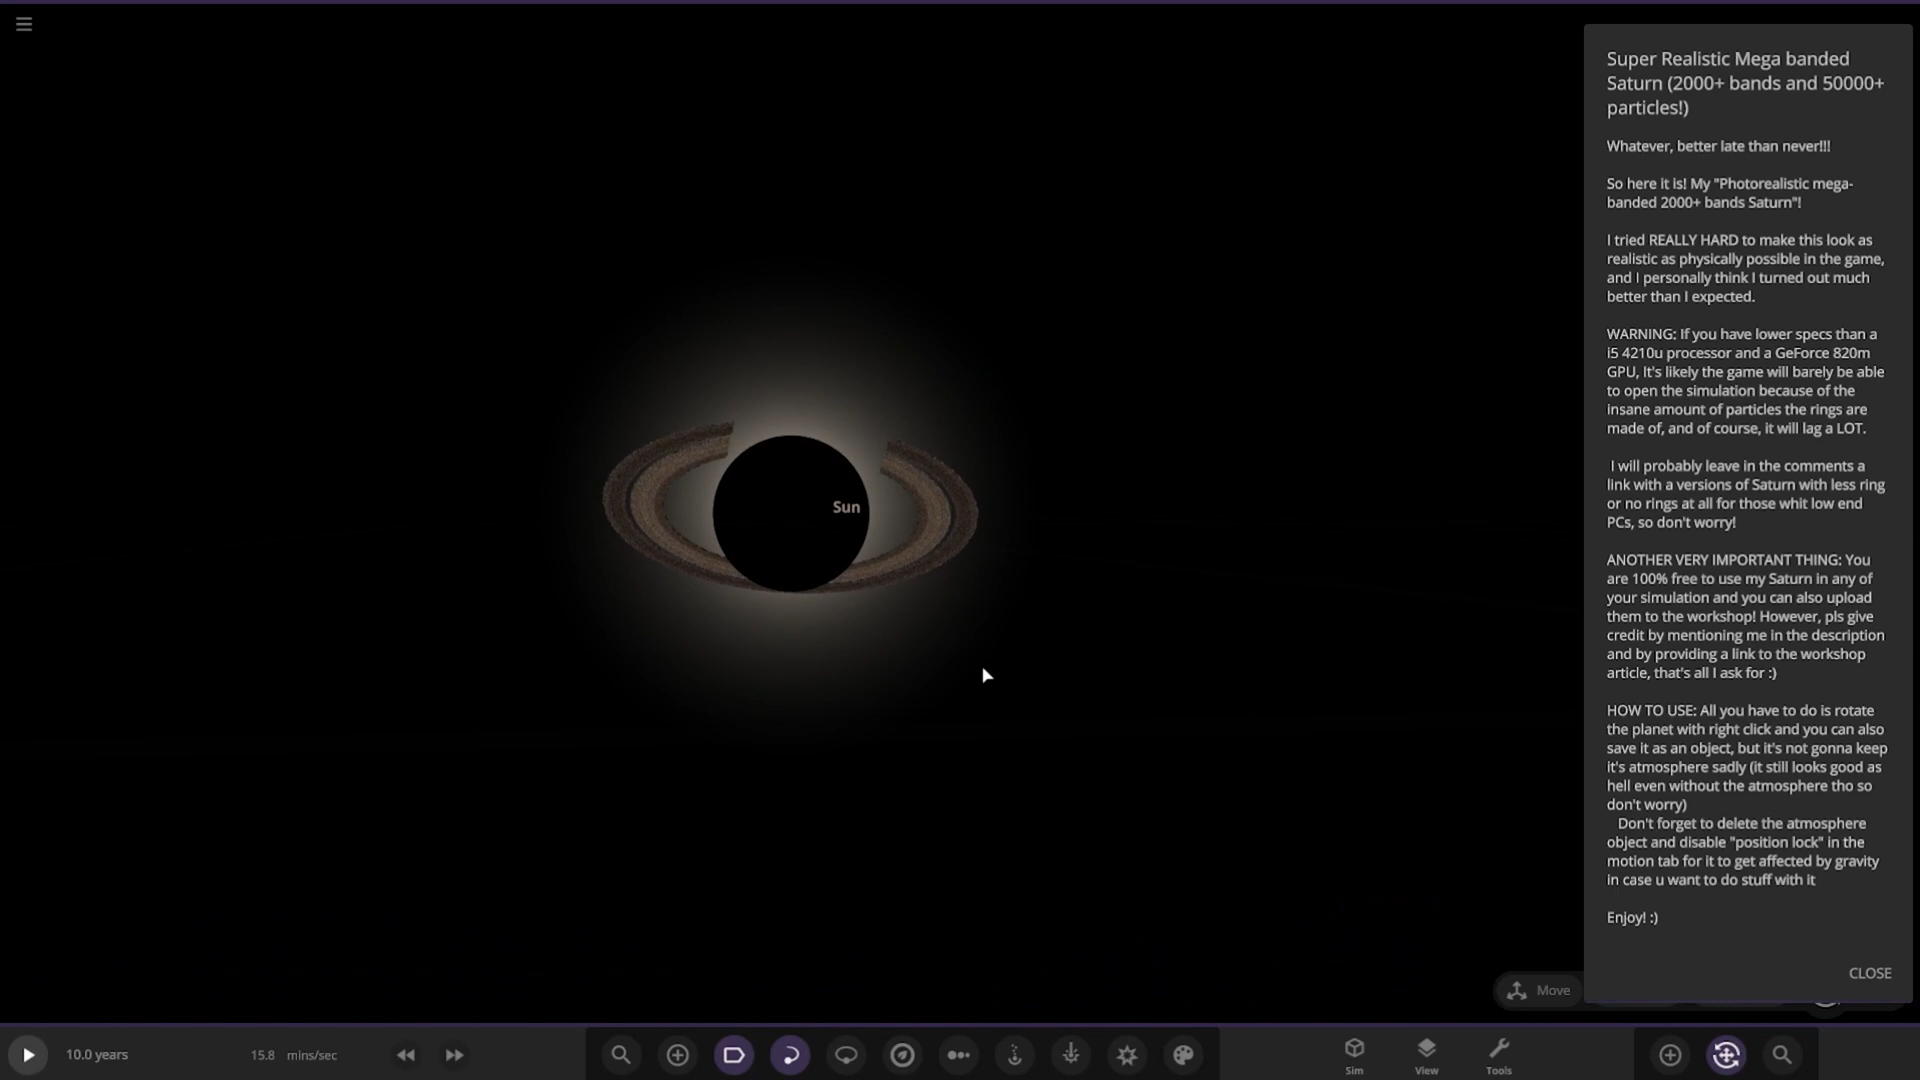 Super Realistic Mega banded
Saturn (2000+ bands and 50000+
particles!)
Whatever, better late than never!!!
So here it is! My "Photorealistic mega-
banded 2000+ bands Saturn"!
I tried REALLY HARD to make this look as
realistic as physically possible in the game,
and I personally think I turned out much
better than I expected.
WARNING: If you have lower specs than a
i5 4210u processor and a GeForce 820m
GPU, It's likely the game will barely be able
to open the simulation because of the
insane amount of particles the rings are
made of, and of course, it will lag a LOT.
I will probably leave in the comments a
link with a versions of Saturn with less ring
or no rings at all for those whit low end
PCs, so don't worry!
ANOTHER VERY IMPORTANT THING: You
are 100% free to use my Saturn in any of
your simulation and you can also upload
them to the workshop! However, pls give
credit by mentioning me in the description
and by providing a link to the workshop
article, that's all I ask for :)
HOW TO USE: All you have to do is rotate
the planet with right click and you can also
save it as an object, but it's not gonna keep
it's atmosphere sadly (it still looks good as
hell even without the atmosphere tho so
don't worry)
Don't forget to delete the atmosphere
object and disable "position lock" in the
motion tab for it to get affected by gravity
in case u want to do stuff with it
Enjoy! :)
CLOSE
Sun
Move
10.0 years
15.8 mins/sec
Sim
View
Tools